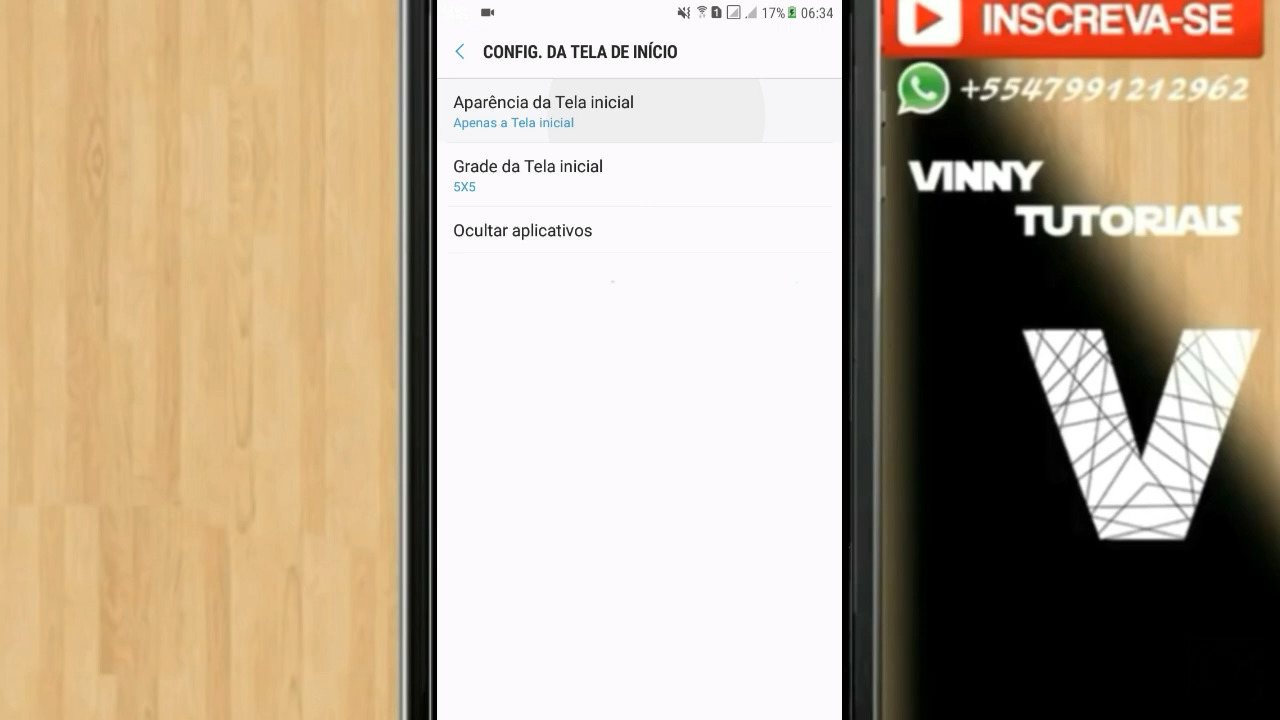 17% 06:34
CONFIG. DA TELA DE INÍCIO
Aparência da Tela inicial
Apenas a Tela inicial
Grade da Tela inicial
5X5
Ocultar aplicativos
INSCREVA-SE
+5547991212962
VINNY
TUTORIAIS
V